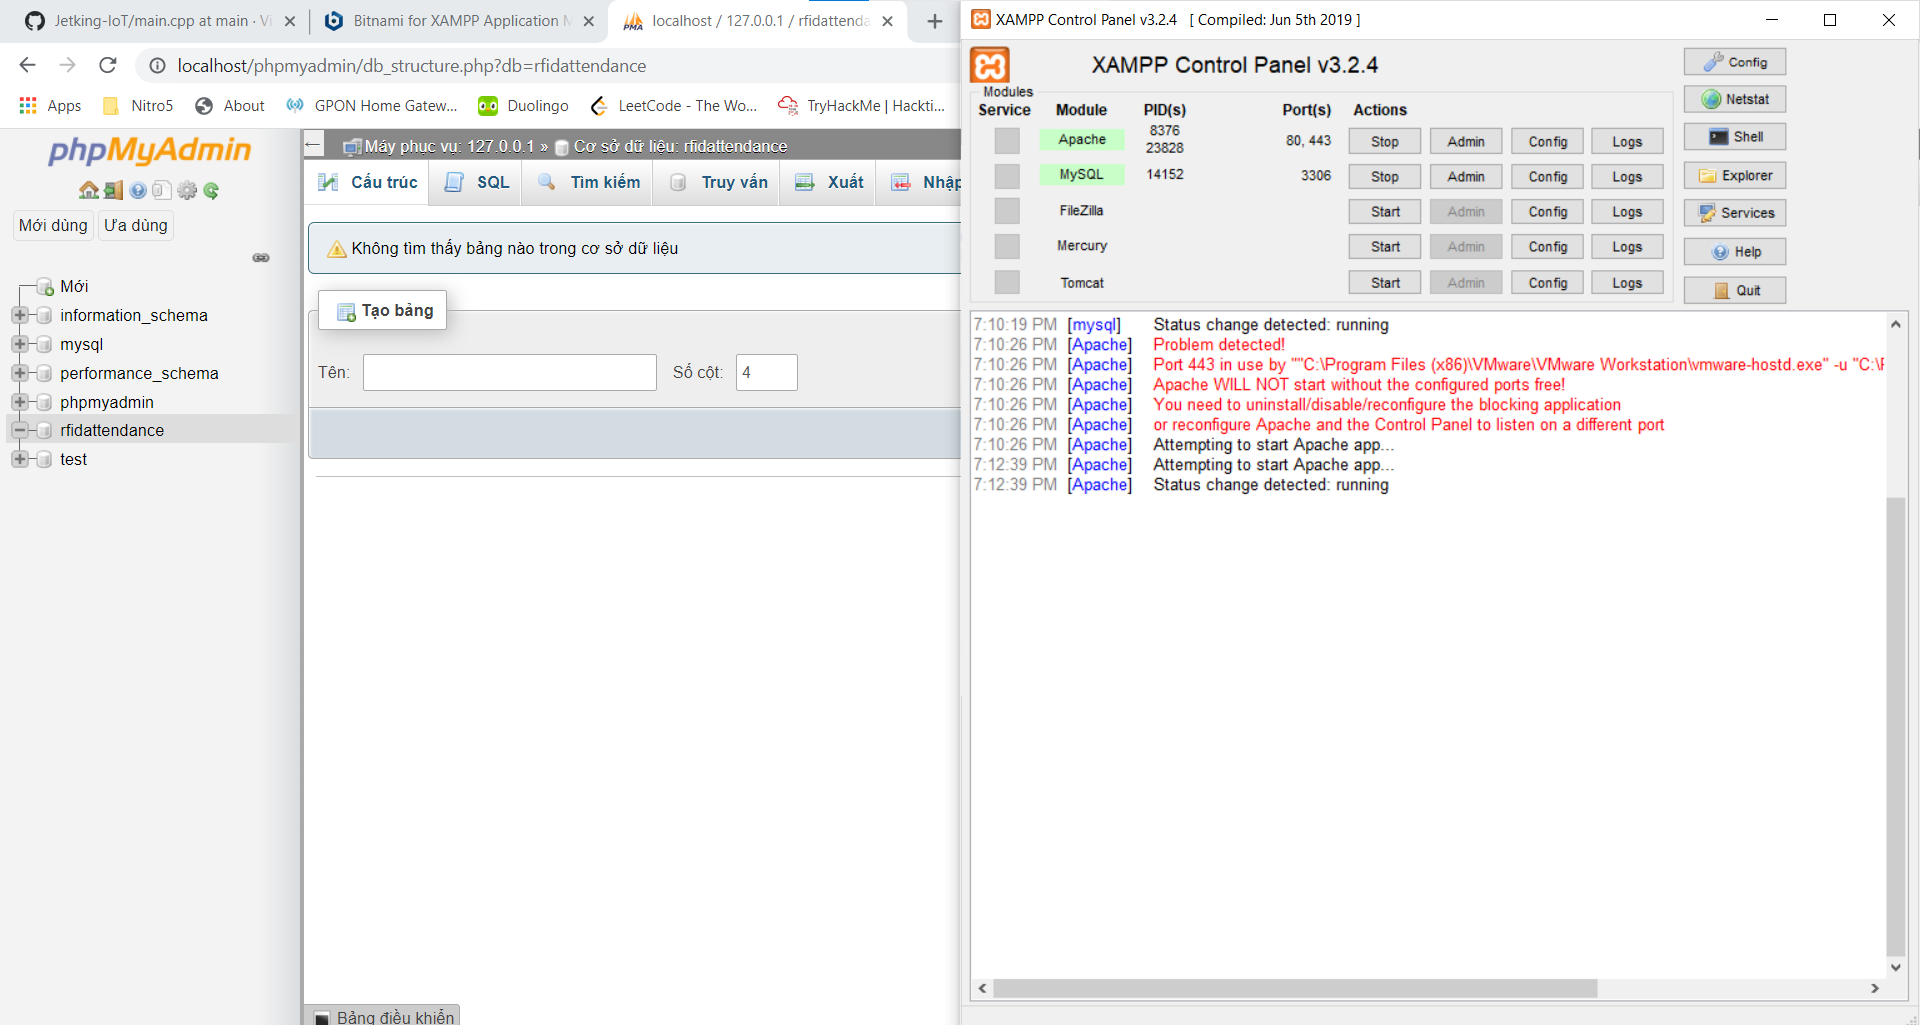 Jetking-IoT/main.cpp at main · Vi
Bitnami for XAMPP Application M
localhost / 127.0.0.1 / rfidattenda
localhost/phpmyadmin/db_structure.php?db=rfidattendance
Apps
Nitro5
About
GPON Home Gatew...
Duolingo
LeetCode - The Wo...
TryHackMe | Hackti...
phpMyAdmin
Mới dùng
Ưa dùng
Mới
information_schema
mysql
performance_schema
phpmyadmin
rfidattendance
test
Máy phục vụ: 127.0.0.1 » Cơ sở dữ liệu: rfidattendance
Cấu trúc
SQL
Tìm kiếm
Truy vấn
Xuất
Nhập
Không tìm thấy bảng nào trong cơ sở dữ liệu
Tạo bảng
Tên:
Số cột: 4
Bảng điều khiển
XAMPP Control Panel v3.2.4 [ Compiled: Jun 5th 2019 ]
XAMPP Control Panel v3.2.4
Modules
Service Module PID(s) Port(s) Actions
Apache 8376 23828 80, 443 Stop Admin Config Logs
MySQL 14152 3306 Stop Admin Config Logs
FileZilla Start Admin Config Logs
Mercury Start Admin Config Logs
Tomcat Start Admin Config Logs
Config
Netstat
Shell
Explorer
Services
Help
Quit
7:10:19 PM [mysql] Status change detected: running
7:10:26 PM [Apache] Problem detected!
7:10:26 PM [Apache] Port 443 in use by ""C:\Program Files (x86)\VMware\VMware Workstation\vmware-hostd.exe" -u "C:\F
7:10:26 PM [Apache] Apache WILL NOT start without the configured ports free!
7:10:26 PM [Apache] You need to uninstall/disable/reconfigure the blocking application
7:10:26 PM [Apache] or reconfigure Apache and the Control Panel to listen on a different port
7:10:26 PM [Apache] Attempting to start Apache app...
7:12:39 PM [Apache] Attempting to start Apache app...
7:12:39 PM [Apache] Status change detected: running